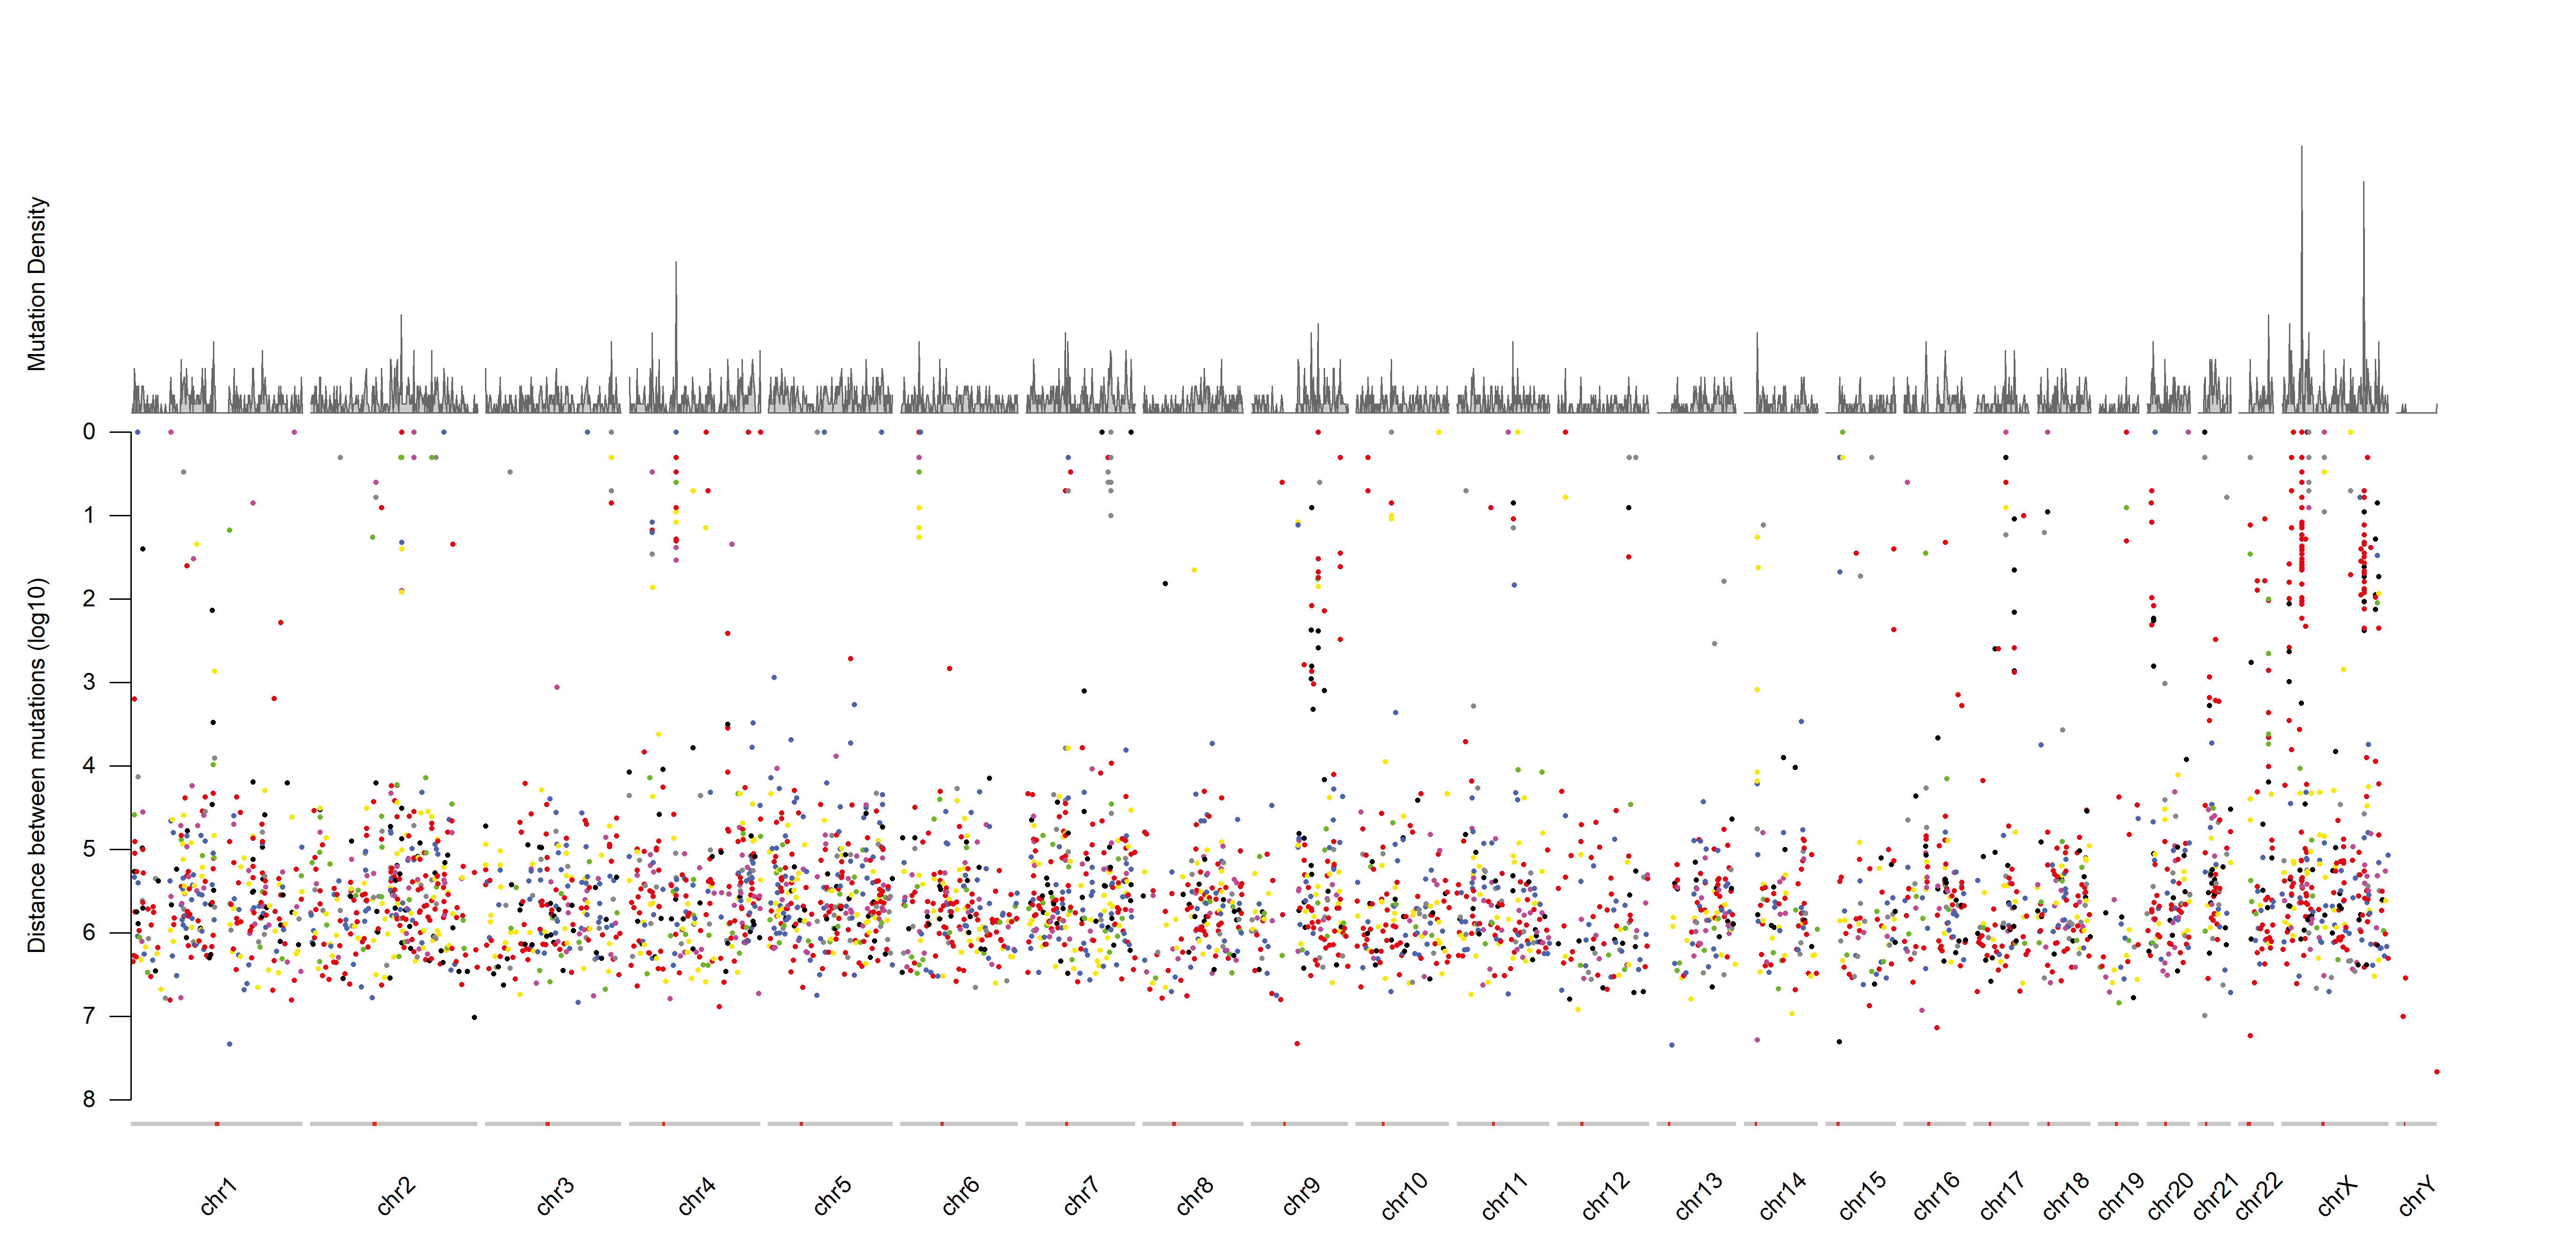 Mutation Density
Distance between mutations (log10)
0
1
2
3
4
5
6
7
8
chr1
chr2
chr3
chr4
chr5
chr6
chr7
chr8
chr9
chr10
chr11
chr12
chr13
chr14
chr15
chr16
chr17
chr18
chr19
chr20
chr21
chr22
chrX
chrY